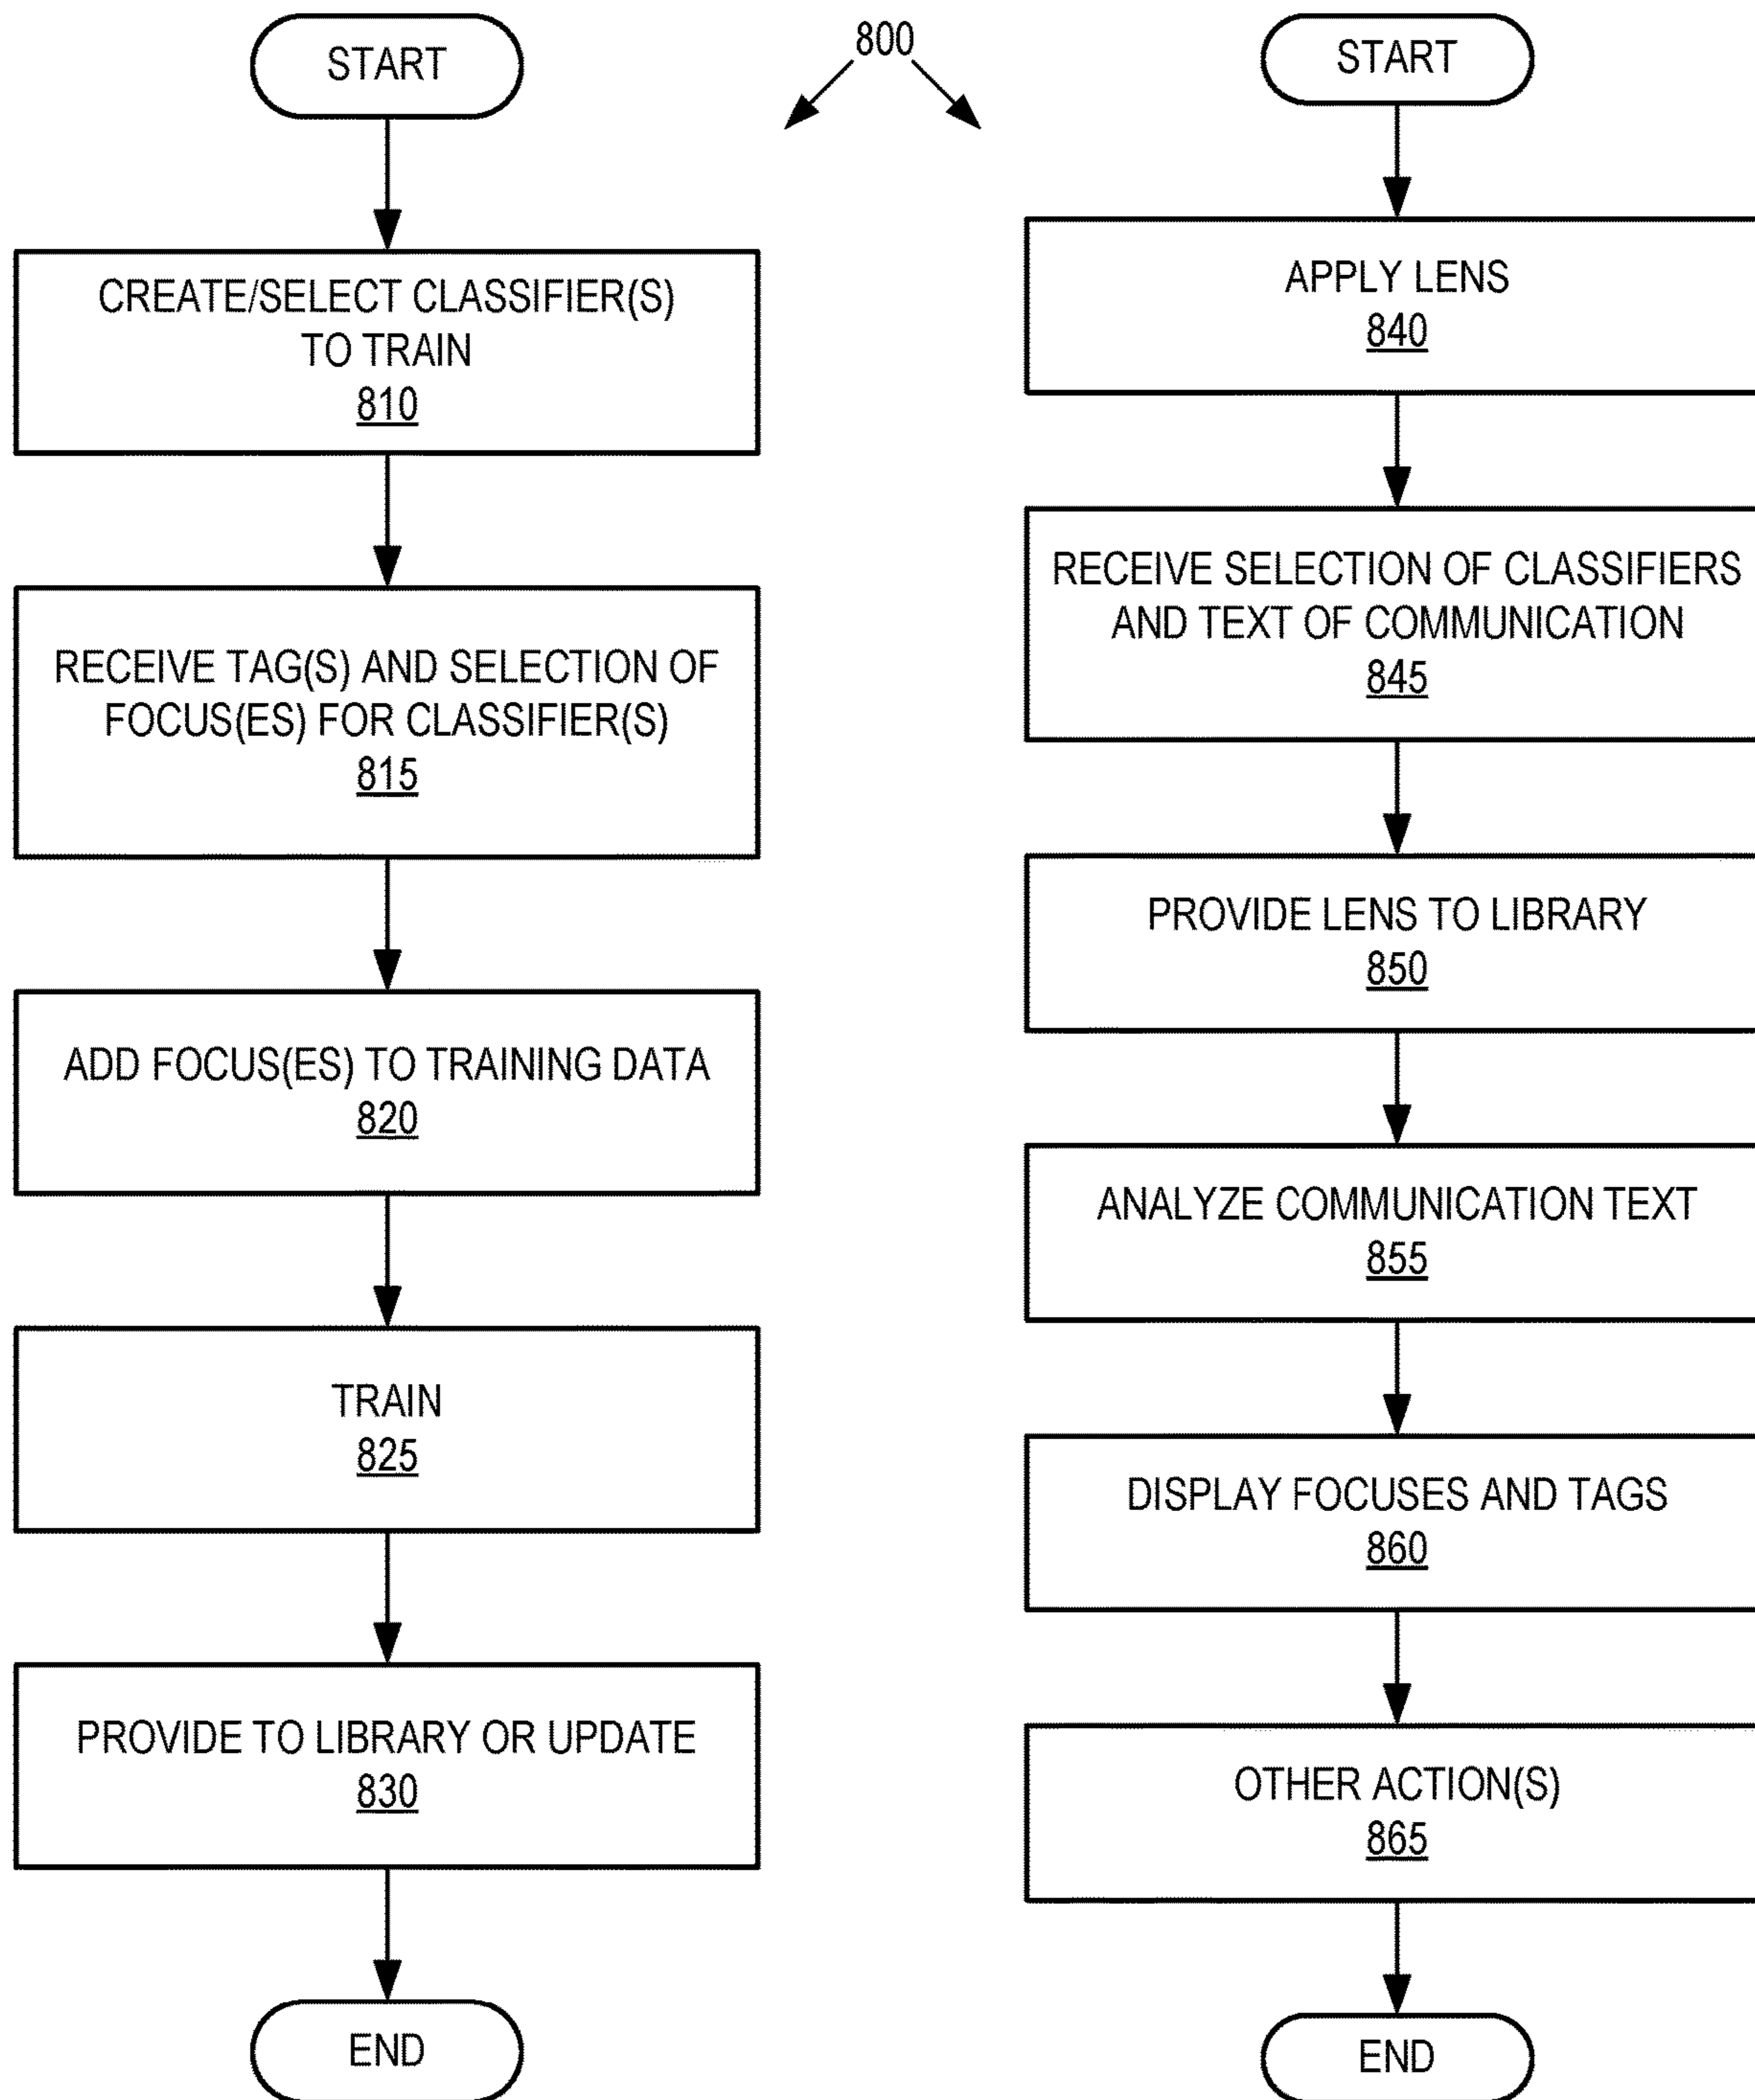 800
START
CREATE/SELECT CLASSIFIER(S)
TO TRAIN
810
RECEIVE TAG(S) AND SELECTION OF
FOCUS(ES) FOR CLASSIFIER(S)
815
ADD FOCUS(ES) TO TRAINING DATA
820
TRAIN
825
PROVIDE TO LIBRARY OR UPDATE
830
END
START
APPLY LENS
840
RECEIVE SELECTION OF CLASSIFIERS
AND TEXT OF COMMUNICATION
845
PROVIDE LENS TO LIBRARY
850
ANALYZE COMMUNICATION TEXT
855
DISPLAY FOCUSES AND TAGS
860
OTHER ACTION(S)
865
END